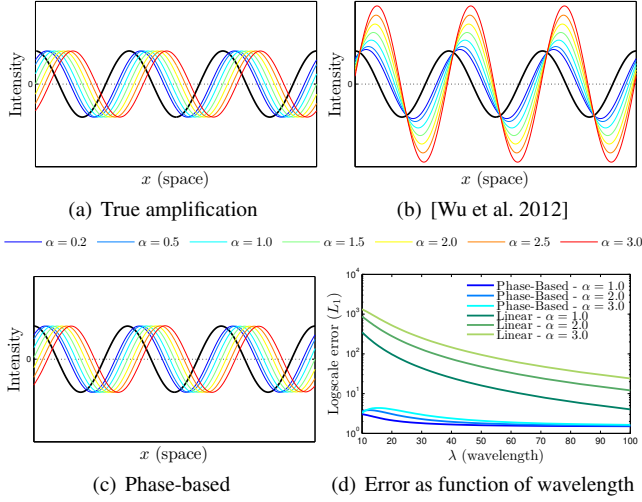 Intensity
0
x (space)
(a) True amplification
Intensity
0
x (space)
(b) [Wu et al. 2012]
α = 0.2 α = 0.5 α = 1.0 α = 1.5 α = 2.0 α = 2.5 α = 3.0
Intensity
0
x (space)
(c) Phase-based
Logscale error (L₁)
10⁴
10³
10²
10¹
10⁰
Phase-Based - α = 1.0
Phase-Based - α = 2.0
Phase-Based - α = 3.0
Linear - α = 1.0
Linear - α = 2.0
Linear - α = 3.0
10 20 30 40 50 60 70 80 90 100
λ (wavelength)
(d) Error as function of wavelength